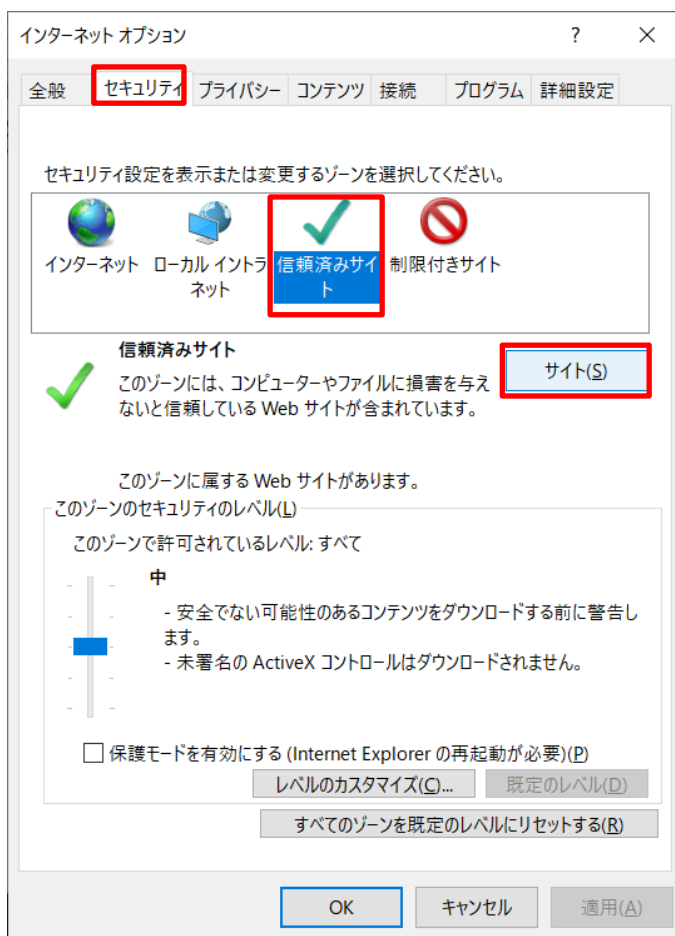 インターネット オプション ? ×
全般 セキュリティ プライバシー コンテンツ 接続 プログラム 詳細設定
セキュリティ設定を表示または変更するゾーンを選択してください。
インターネット ローカル イントラ 信頼済みサイ 制限付きサイト
ネット ト
信頼済みサイト
サイト(S)
このゾーンには、コンピューターやファイルに損害を与え
ないと信頼している Web サイトが含まれています。
このゾーンに属する Web サイトがあります。
このゾーンのセキュリティのレベル(L)
このゾーンで許可されているレベル: すべて
中
- 安全でない可能性のあるコンテンツをダウンロードする前に警告し
ます。
- 未署名の ActiveX コントロールはダウンロードされません。
保護モードを有効にする (Internet Explorer の再起動が必要)(P)
レベルのカスタマイズ(C)... 既定のレベル(D)
すべてのゾーンを既定のレベルにリセットする(R)
OK キャンセル 適用(A)